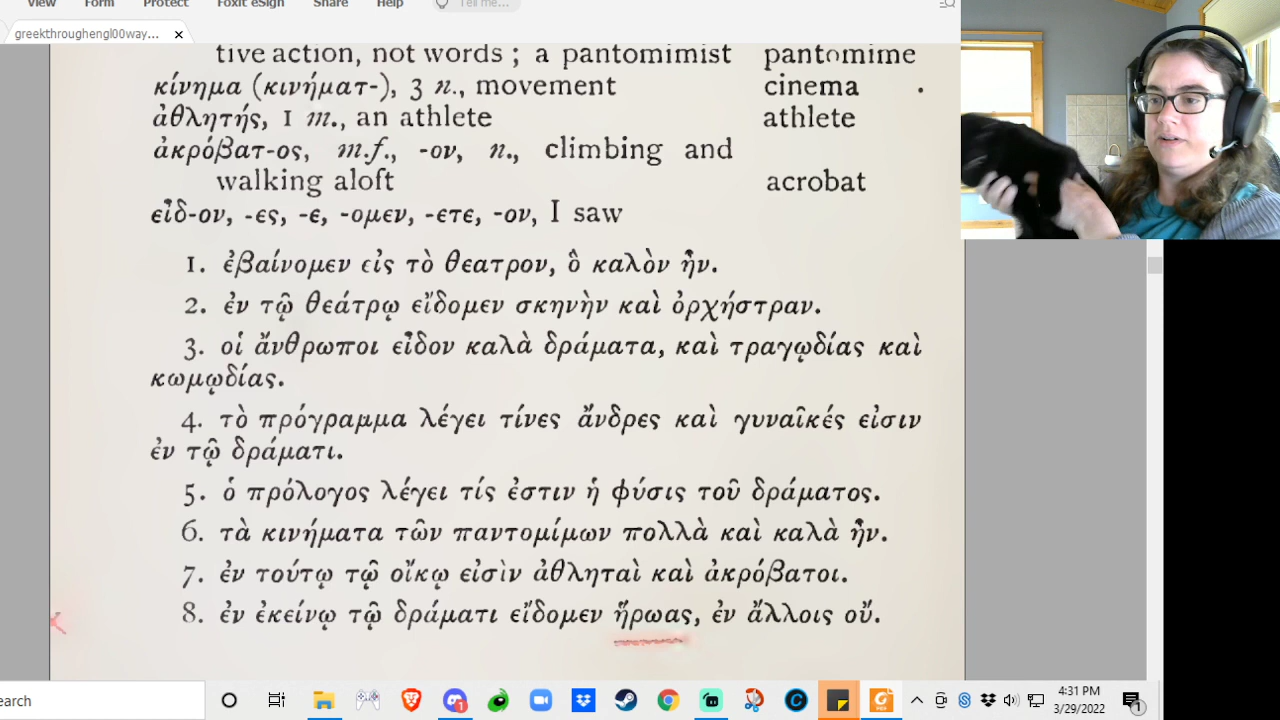 View Form Protect Foxit eSign Share Help Tell me...
greekthroughengl00way... ×
tive action, not words ; a pantomimist pantomime
κίνημα (κινήματ-), 3 n., movement cinema
ἀθλητής, 1 m., an athlete athlete
ἀκρόβατ-ος, m.f., -ον, n., climbing and
walking aloft acrobat
εἶδ-ον, -ες, -ε, -ομεν, -ετε, -ον, I saw
1. ἐβαίνομεν εἰς τὸ θεατρον, ὃ καλὸν ἦν.
2. ἐν τῷ θεάτρῳ εἴδομεν σκηνὴν καὶ ὀρχήστραν.
3. οἱ ἄνθρωποι εἶδον καλὰ δράματα, καὶ τραγῳδίας καὶ
κωμῳδίας.
4. τὸ πρόγραμμα λέγει τίνες ἄνδρες καὶ γυναῖκές εἰσιν
ἐν τῷ δράματι.
5. ὁ πρόλογος λέγει τίς ἐστιν ἡ φύσις τοῦ δράματος.
6. τὰ κινήματα τῶν παντομίμων πολλὰ καὶ καλὰ ἦν.
7. ἐν τούτῳ τῷ οἴκῳ εἰσὶν ἀθληταὶ καὶ ἀκρόβατοι.
8. ἐν ἐκείνῳ τῷ δράματι εἴδομεν ἥρωας, ἐν ἄλλοις οὔ.
earch
4:31 PM
3/29/2022